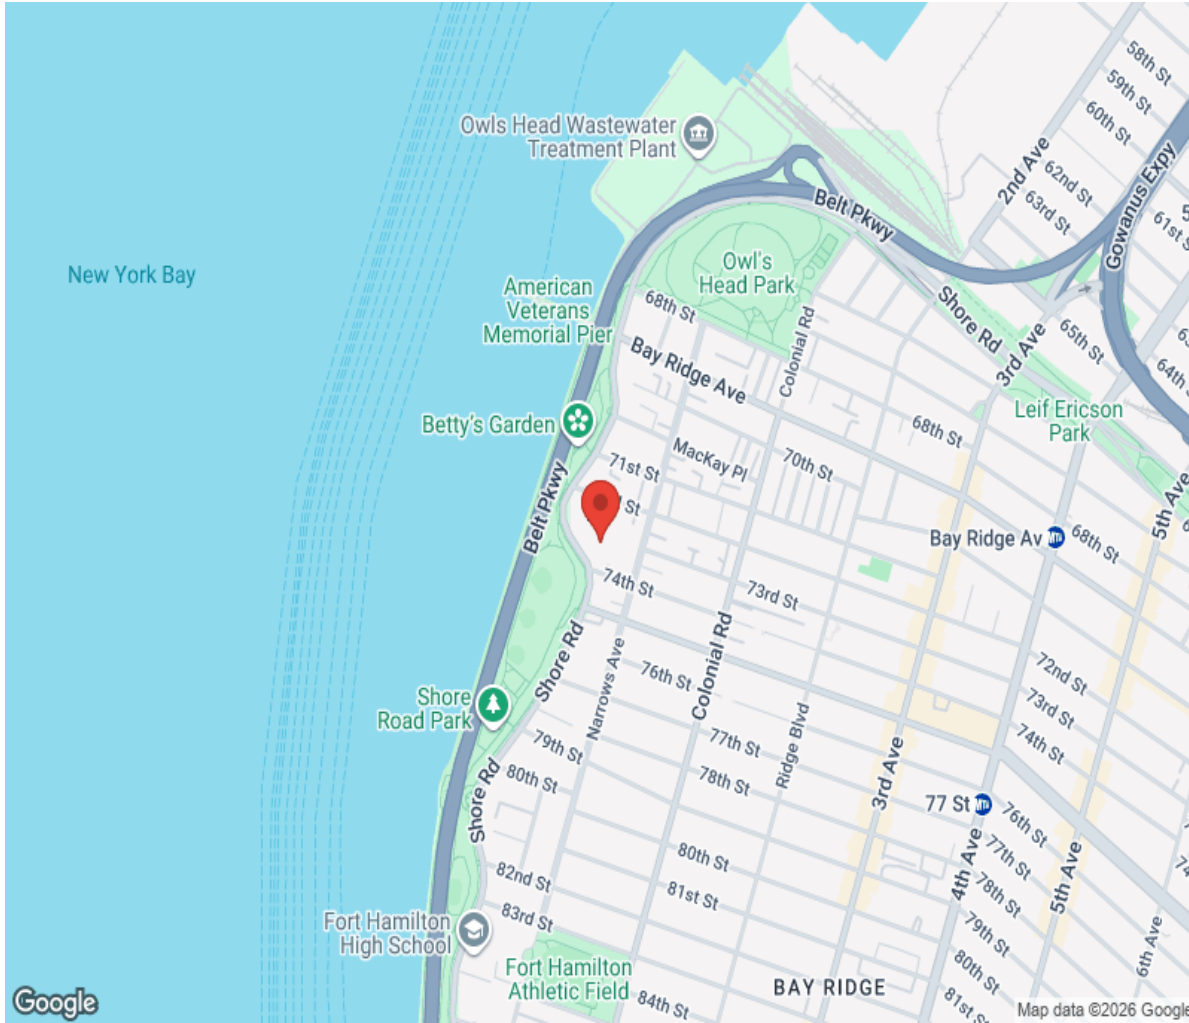 58th St
59th St
60th St
Owls Head Wastewater
Treatment Plant
2nd Ave
62nd St
63rd St
61st S
Gowanus Expy
Belt Pkwy
New York Bay
Owl's
Head Park
American
Veterans
Memorial Pier
68th St
Shore Rd
3rd Ave
65th St
64th
Colonial Rd
Bay Ridge Ave
Leif Ericson
Park
Betty's Garden
68th St
MacKay Pl
70th St
71st St
St
Belt Pkwy
5th Ave
Bay Ridge Av
68th St
74th St
73rd St
Shore Rd
Narrows Ave
76th St
Colonial Rd
72nd St
73rd St
74th St
Shore
Road Park
79th St
80th St
77th St
78th St
Ridge Blvd
3rd Ave
77 St
76th St
77th St
78th St
79th St
80th St
81st S
Shore Rd
80th St
81st St
82nd St
83rd St
4th Ave
5th Ave
6th Ave
Fort Hamilton
High School
Fort Hamilton
Athletic Field
84th St
BAY RIDGE
Google
Map data ©2026 Google